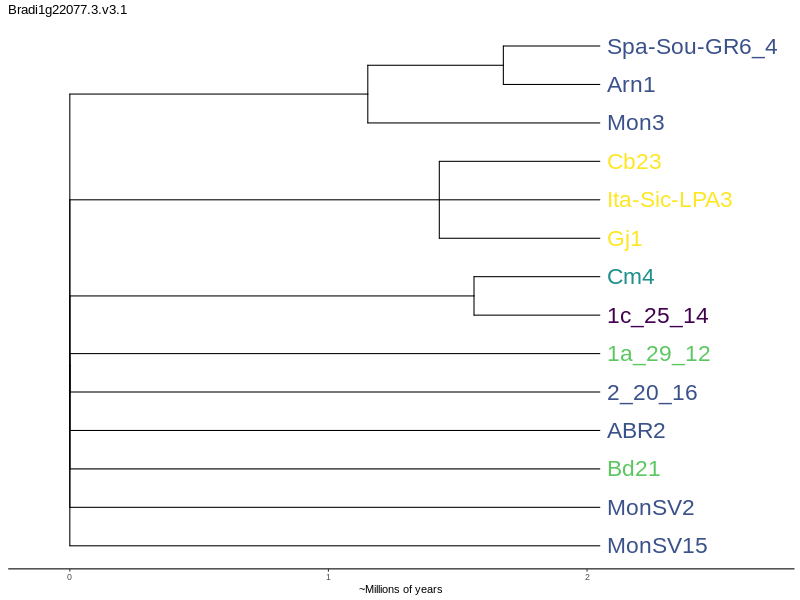 Bradi1g22077.3.v3.1
Spa-Sou-GR6_4
Arn1
Mon3
Cb23
Ita-Sic-LPA3
Gj1
Cm4
1c_25_14
1a_29_12
2_20_16
ABR2
Bd21
MonSV2
MonSV15
0 1 2
~Millions of years